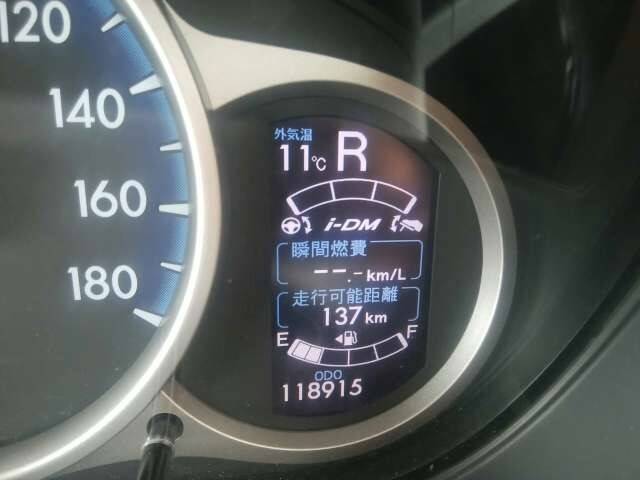 120
140
160
180
外気温
11℃ R
i-DM
瞬間燃費
--.- km/L
走行可能距離
137 km
E F
ODO
118915